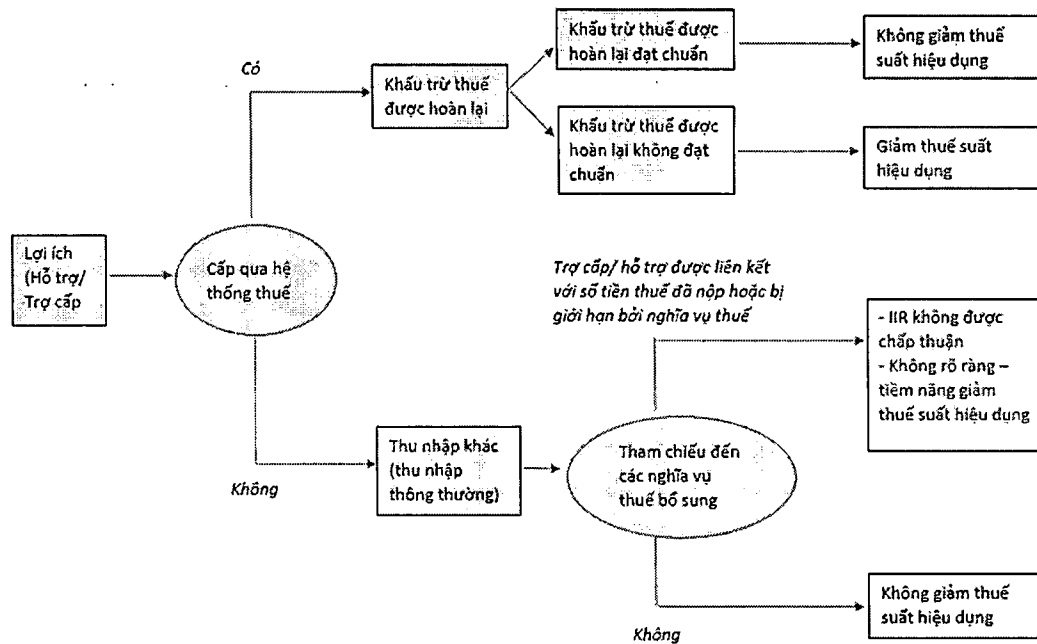 Khấu trừ thuế được
hoàn lại đạt chuẩn
Không giảm thuế
suất hiệu dụng
Có
Khấu trừ thuế
được hoàn lại
Khấu trừ thuế được
hoàn lại không đạt
chuẩn
Giảm thuế suất
hiệu dụng
Lợi ích
(Hỗ trợ/
Trợ cấp
Cấp qua hệ
thống thuế
Trợ cấp/ hỗ trợ được liên kết
với số tiền thuế đã nộp hoặc bị
giới hạn bởi nghĩa vụ thuế
- IIR không được
chấp thuận
- Không rõ ràng –
tiềm năng giảm
thuế suất hiệu dụng
Không
Thu nhập khác
(thu nhập
thông thường)
Tham chiếu đến
các nghĩa vụ
thuế bổ sung
Không giảm thuế
suất hiệu dụng
Không